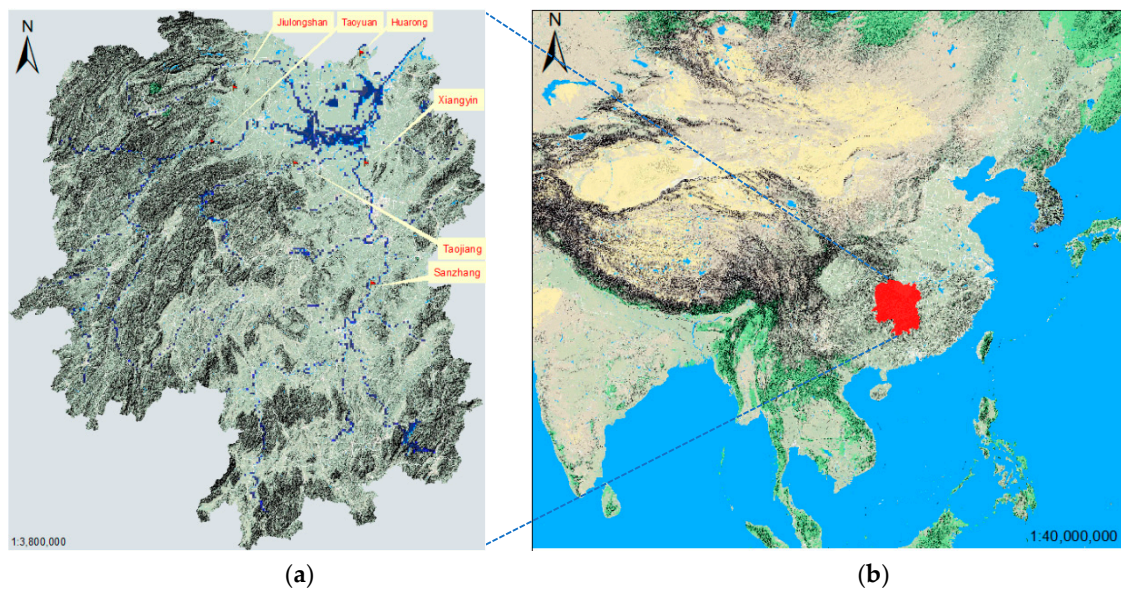 N
Jiulongshan Taoyuan Huarong
Xiangyin
Taojiang
Sanzhang
1:3,800,000
(a)
N
1:40,000,000
(b)